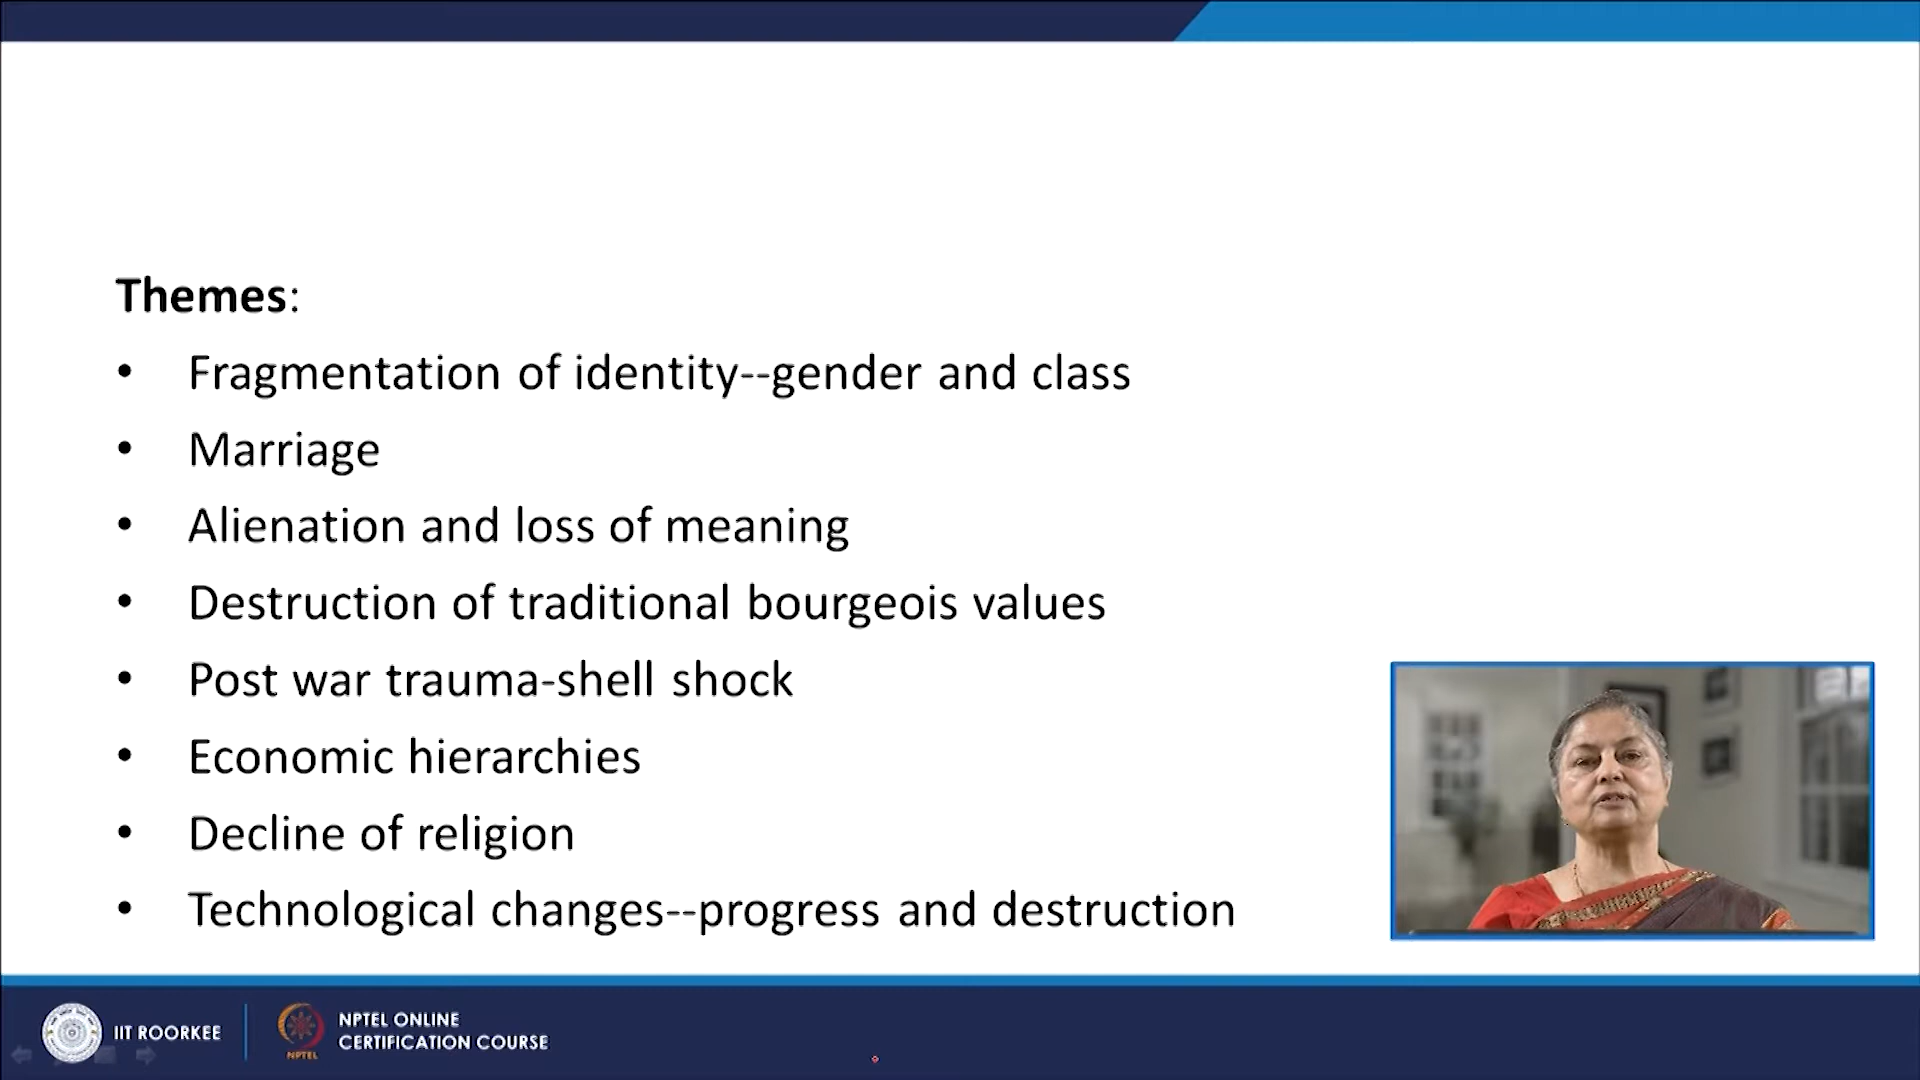 Themes:
• Fragmentation of identity--gender and class
• Marriage
• Alienation and loss of meaning
• Destruction of traditional bourgeois values
• Post war trauma-shell shock
• Economic hierarchies
• Decline of religion
• Technological changes--progress and destruction
IIT ROORKEE
NPTEL
NPTEL ONLINE
CERTIFICATION COURSE